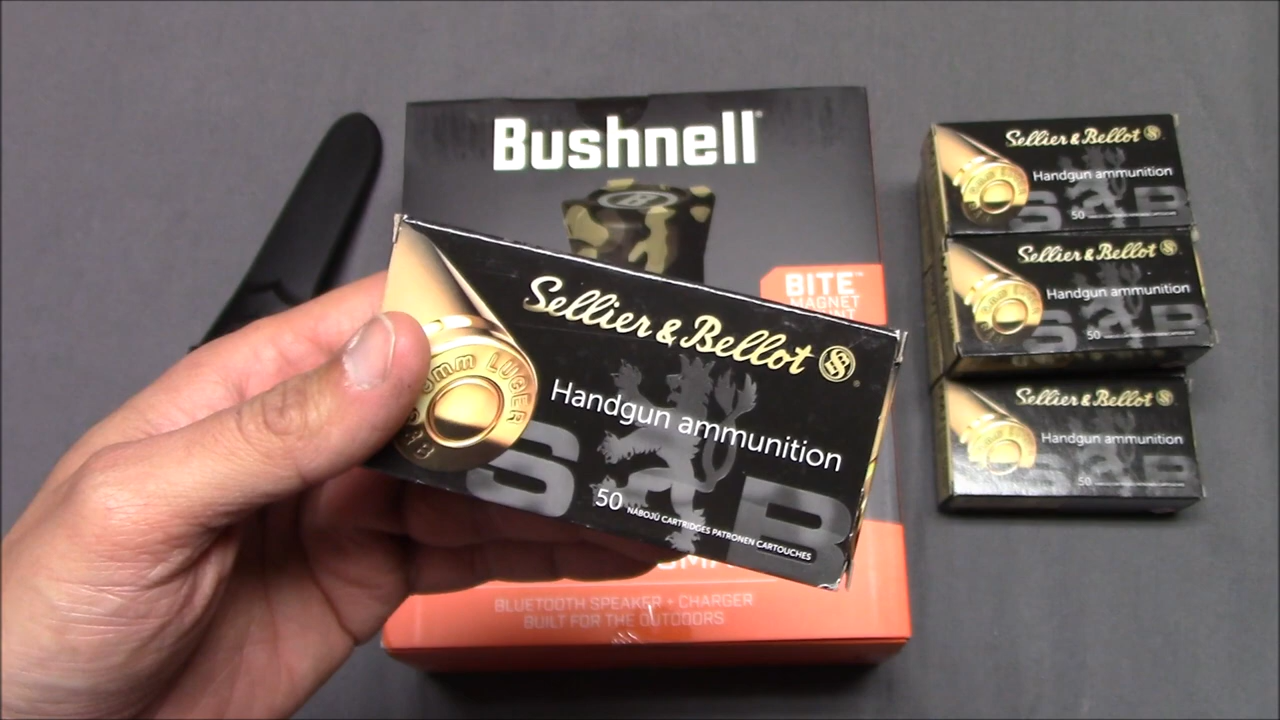 Bushnell
B
BITE™
MAGNET
Sellier & Bellot S&B
Handgun ammunition
S B
50 NÁBOJŮ CARTRIDGES PATRONEN CARTOUCHES
9mm LUGER
S&B
BLUETOOTH SPEAKER + CHARGER
BUILT FOR THE OUTDOORS
Sellier & Bellot
Handgun ammunition
S B
50
Sellier & Bellot
Handgun ammunition
S B
50
Sellier & Bellot
Handgun ammunition
S B
50